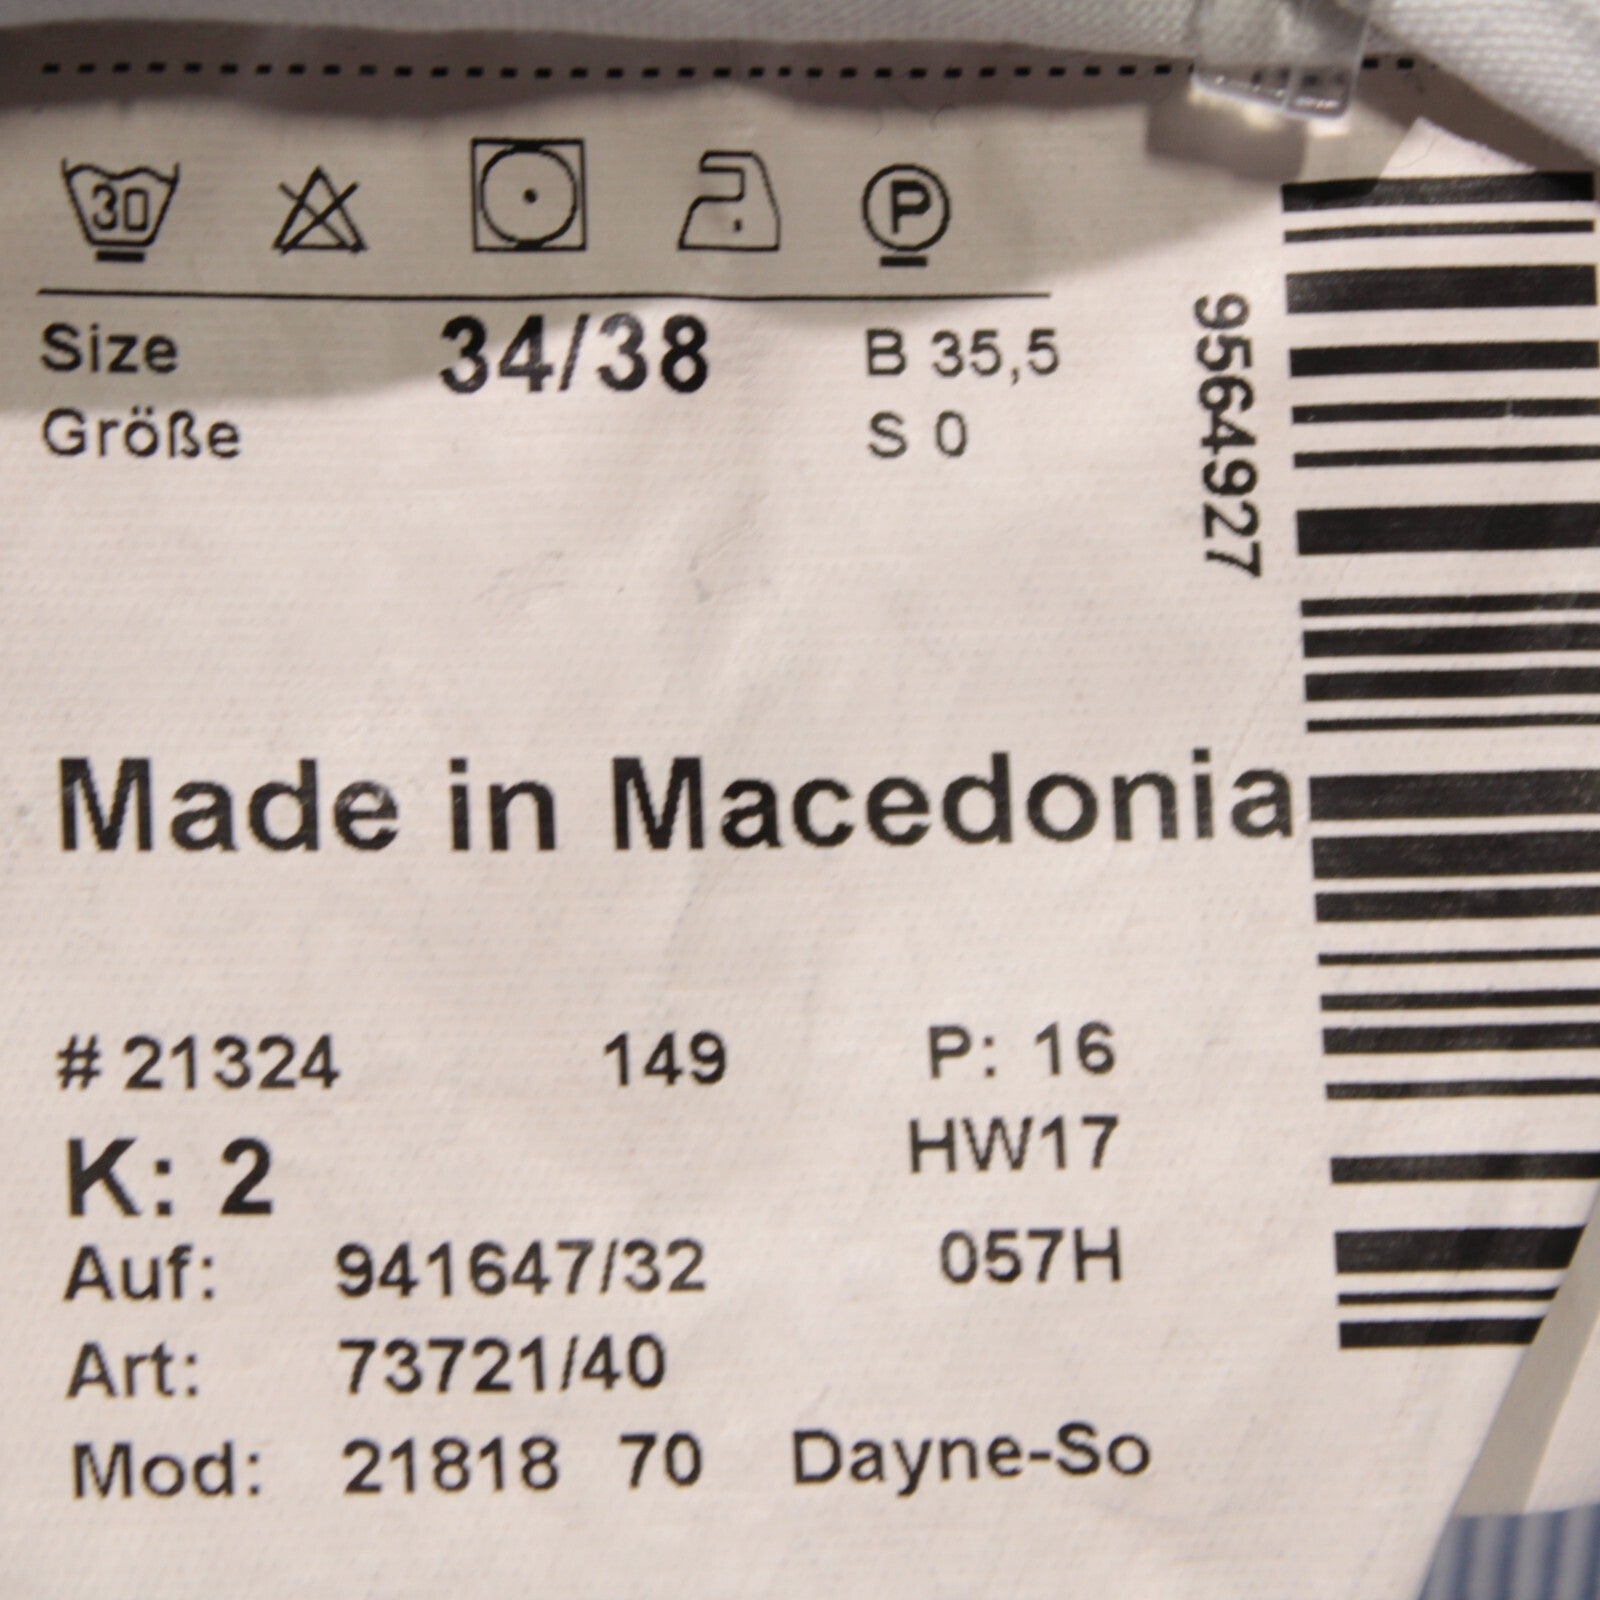 30
P
Size 34/38 B 35,5
Größe S 0
9564927
Made in Macedonia
# 21324 149 P: 16
K: 2 HW17
Auf: 941647/32 057H
Art: 73721/40
Mod: 21818 70 Dayne-So